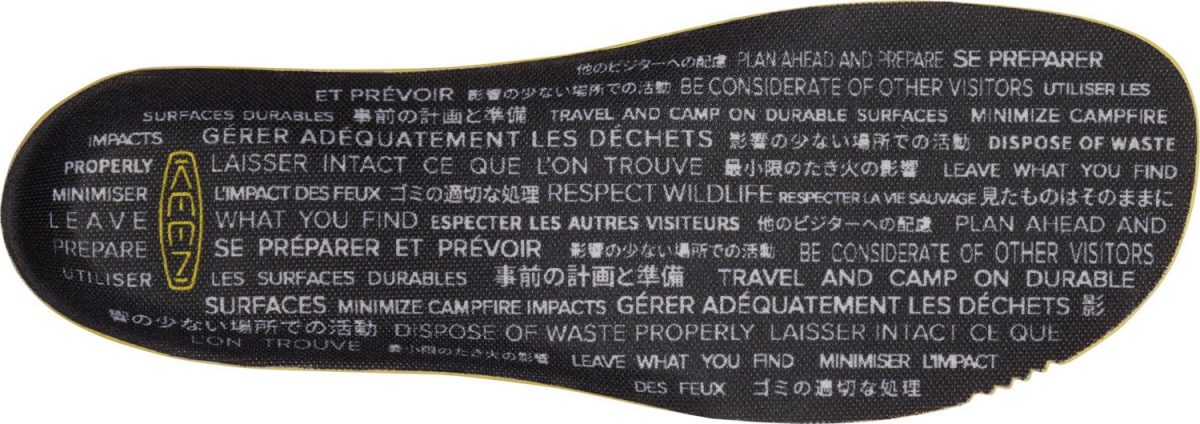 他のビジターへの配慮 PLAN AHEAD AND PREPARE SE PREPARER
ET PRÉVOIR 影響の少ない場所での活動 BE CONSIDERATE OF OTHER VISITORS UTILISER LES
SURFACES DURABLES 事前の計画と準備 TRAVEL AND CAMP ON DURABLE SURFACES MINIMIZE CAMPFIRE
IMPACTS GÉRER ADÉQUATEMENT LES DÉCHETS 影響の少ない場所での活動 DISPOSE OF WASTE
PROPERLY LAISSER INTACT CE QUE L'ON TROUVE 最小限のたき火の影響 LEAVE WHAT YOU FIND
MINIMISER L'IMPACT DES FEUX ゴミの適切な処理 RESPECT WILDLIFE RESPECTER LA VIE SAUVAGE 見たものはそのままに
LEAVE WHAT YOU FIND ESPECTER LES AUTRES VISITEURS 他のビジターへの配慮 PLAN AHEAD AND
PREPARE SE PRÉPARER ET PRÉVOIR 影響の少ない場所での活動 BE CONSIDERATE OF OTHER VISITORS
UTILISER LES SURFACES DURABLES 事前の計画と準備 TRAVEL AND CAMP ON DURABLE
SURFACES MINIMIZE CAMPFIRE IMPACTS GÉRER ADÉQUATEMENT LES DÉCHETS 影
響の少ない場所での活動 DISPOSE OF WASTE PROPERLY LAISSER INTACT CE QUE
L'ON TROUVE 最小限のたき火の影響 LEAVE WHAT YOU FIND MINIMISER L'IMPACT
DES FEUX ゴミの適切な処理
KEEN